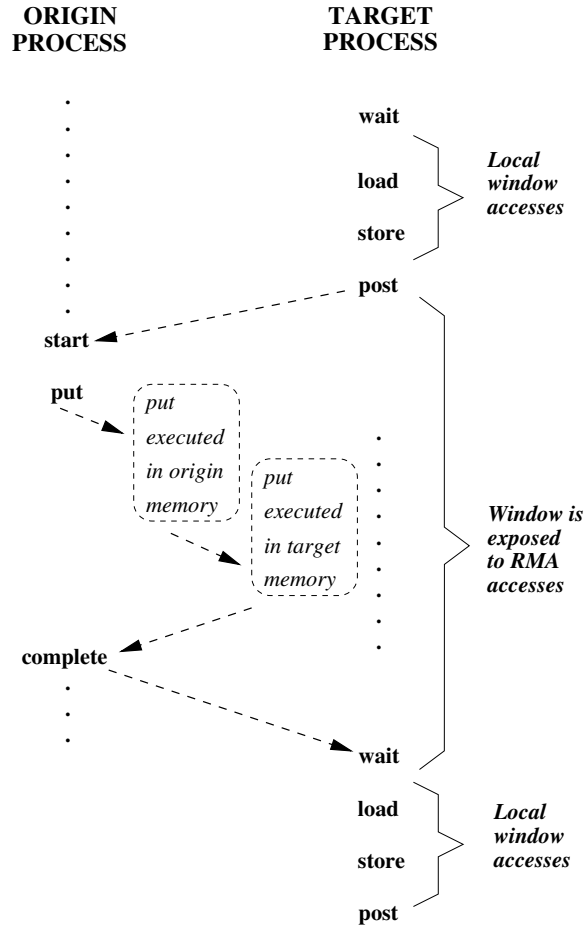 ORIGIN
PROCESS
TARGET
PROCESS
wait
load
store
Local
window
accesses
post
start
put
put
executed
in origin
memory
put
executed
in target
memory
Window is
exposed
to RMA
accesses
complete
wait
load
store
Local
window
accesses
post